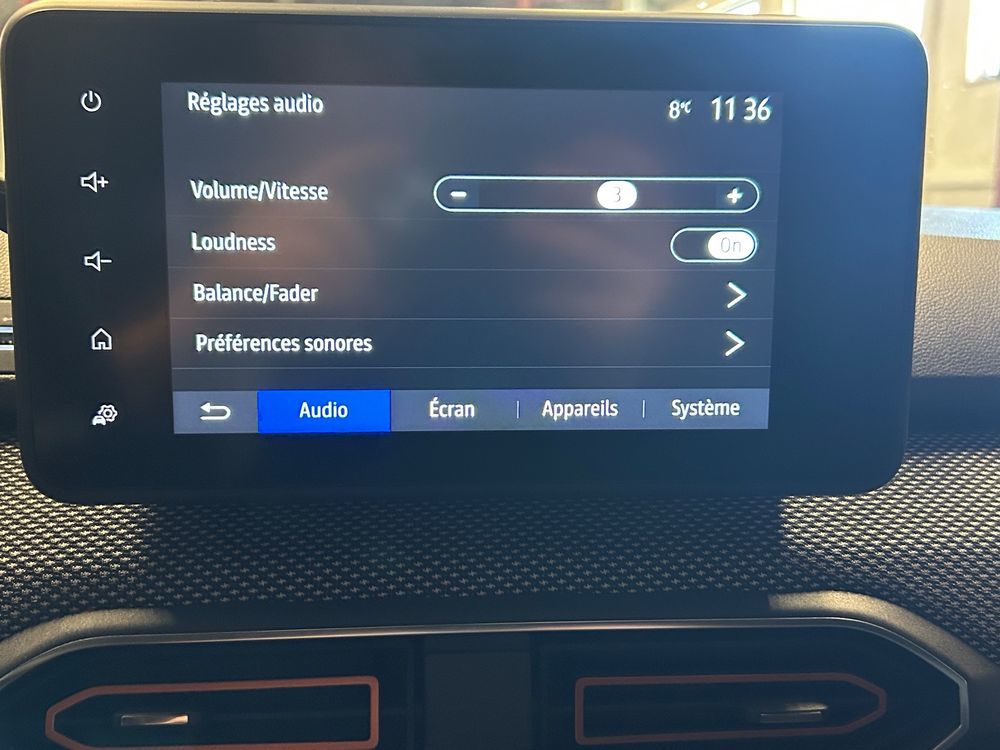 Réglages audio
8°C 11 36
Volume/Vitesse
- 3 +
Loudness
On
Balance/Fader
Préférences sonores
Audio
Écran
Appareils
Système